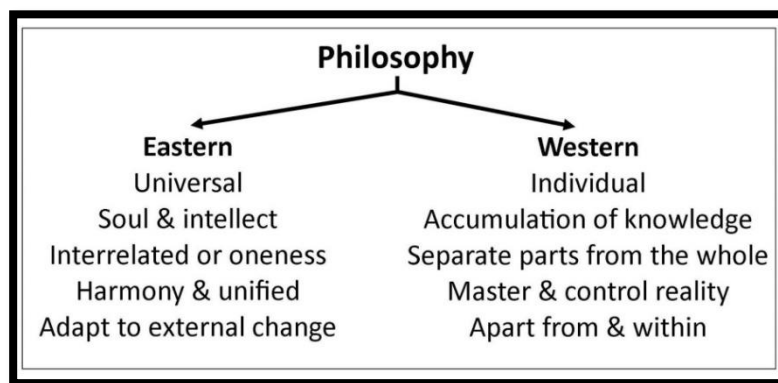 Philosophy
Eastern
Universal
Soul & intellect
Interrelated or oneness
Harmony & unified
Adapt to external change
Western
Individual
Accumulation of knowledge
Separate parts from the whole
Master & control reality
Apart from & within